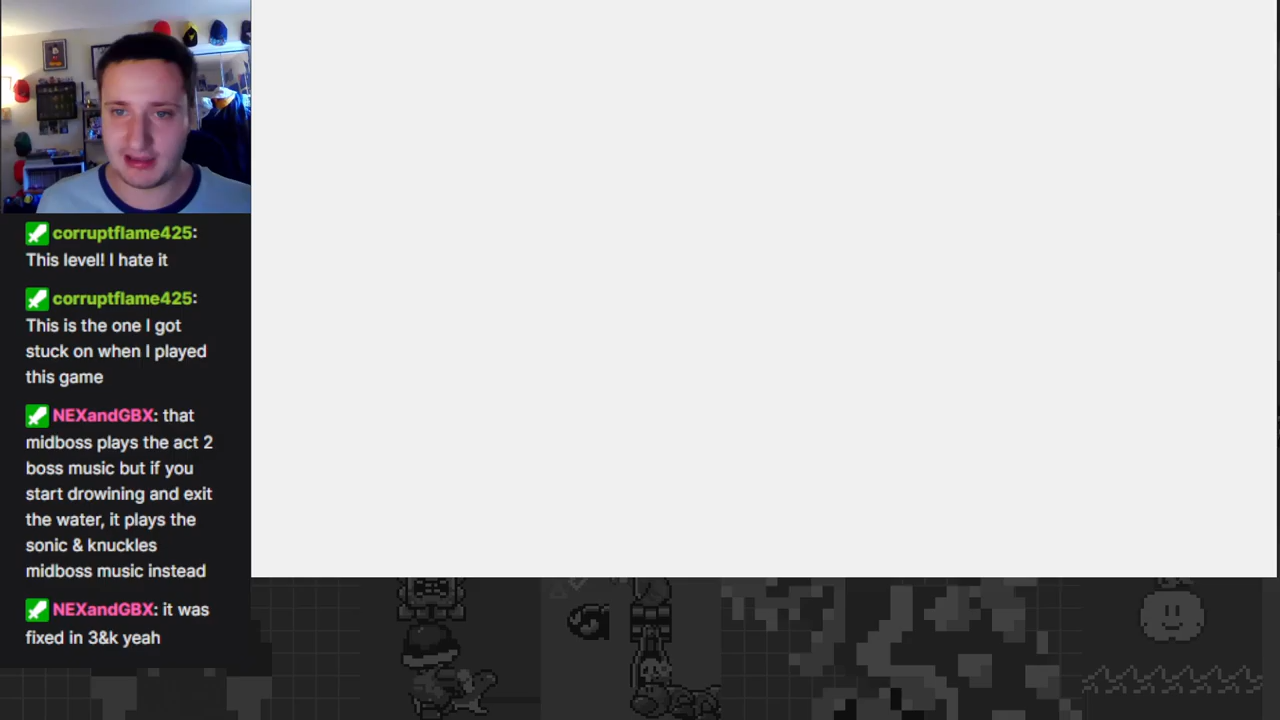 corruptflame425:
This level! I hate it
corruptflame425:
This is the one I got
stuck on when I played
this game
NEXandGBX: that
midboss plays the act 2
boss music but if you
start drowining and exit
the water, it plays the
sonic & knuckles
midboss music instead
NEXandGBX: it was
fixed in 3&k yeah